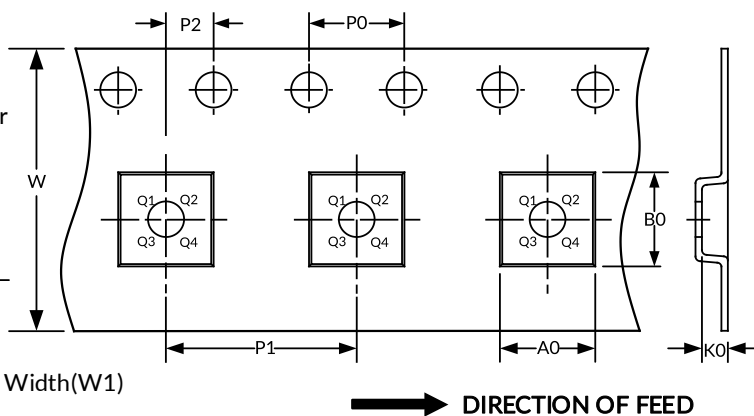 P2
P0
r
W
Q1 Q2
Q3 Q4
Q1 Q2
Q3 Q4
Q1 Q2
Q3 Q4
B0
P1
A0
K0
Width(W1)
DIRECTION OF FEED